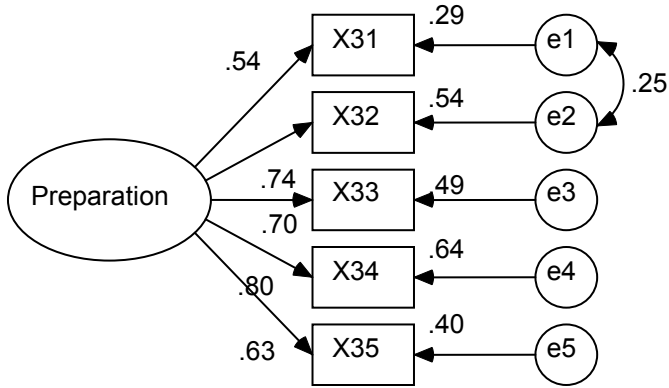 .29
X31
e1
.54
.25
.54
X32
e2
Preparation
.74
X33
.49
e3
.70
X34
.64
e4
.80
X35
.40
e5
.63